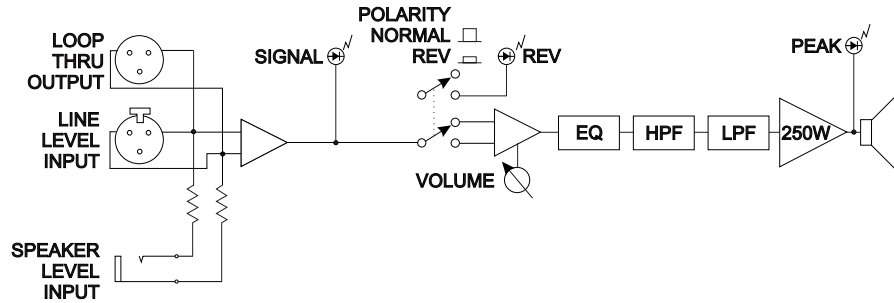 LOOP
THRU
OUTPUT
LINE
LEVEL
INPUT
SPEAKER
LEVEL
INPUT
SIGNAL
POLARITY
NORMAL
REV
REV
VOLUME
EQ
HPF
LPF
250W
PEAK